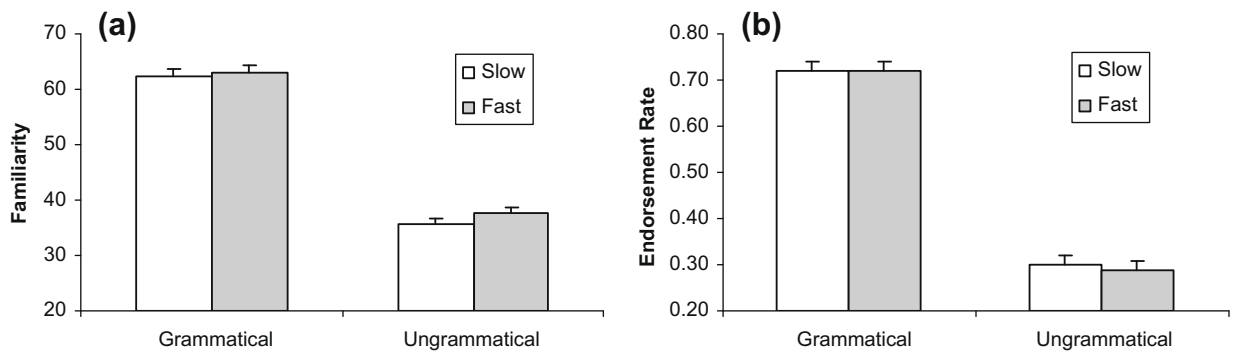 (a)
Familiarity
70
60
50
40
30
20
Slow
Fast
Grammatical
Ungrammatical
(b)
Endorsement Rate
0.80
0.70
0.60
0.50
0.40
0.30
0.20
Slow
Fast
Grammatical
Ungrammatical